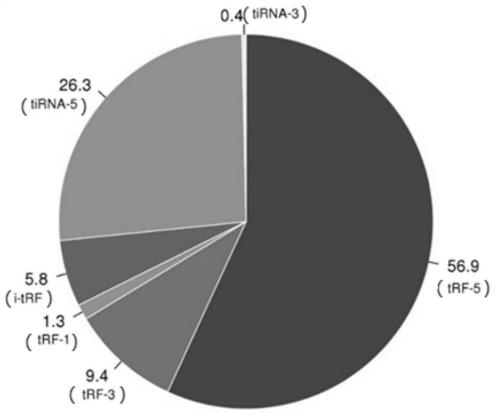 0.4( tiRNA-3)
26.3
( tiRNA-5)
56.9
( tRF-5)
5.8
(i-tRF )
1.3
( tRF-1)
9.4
( tRF-3)